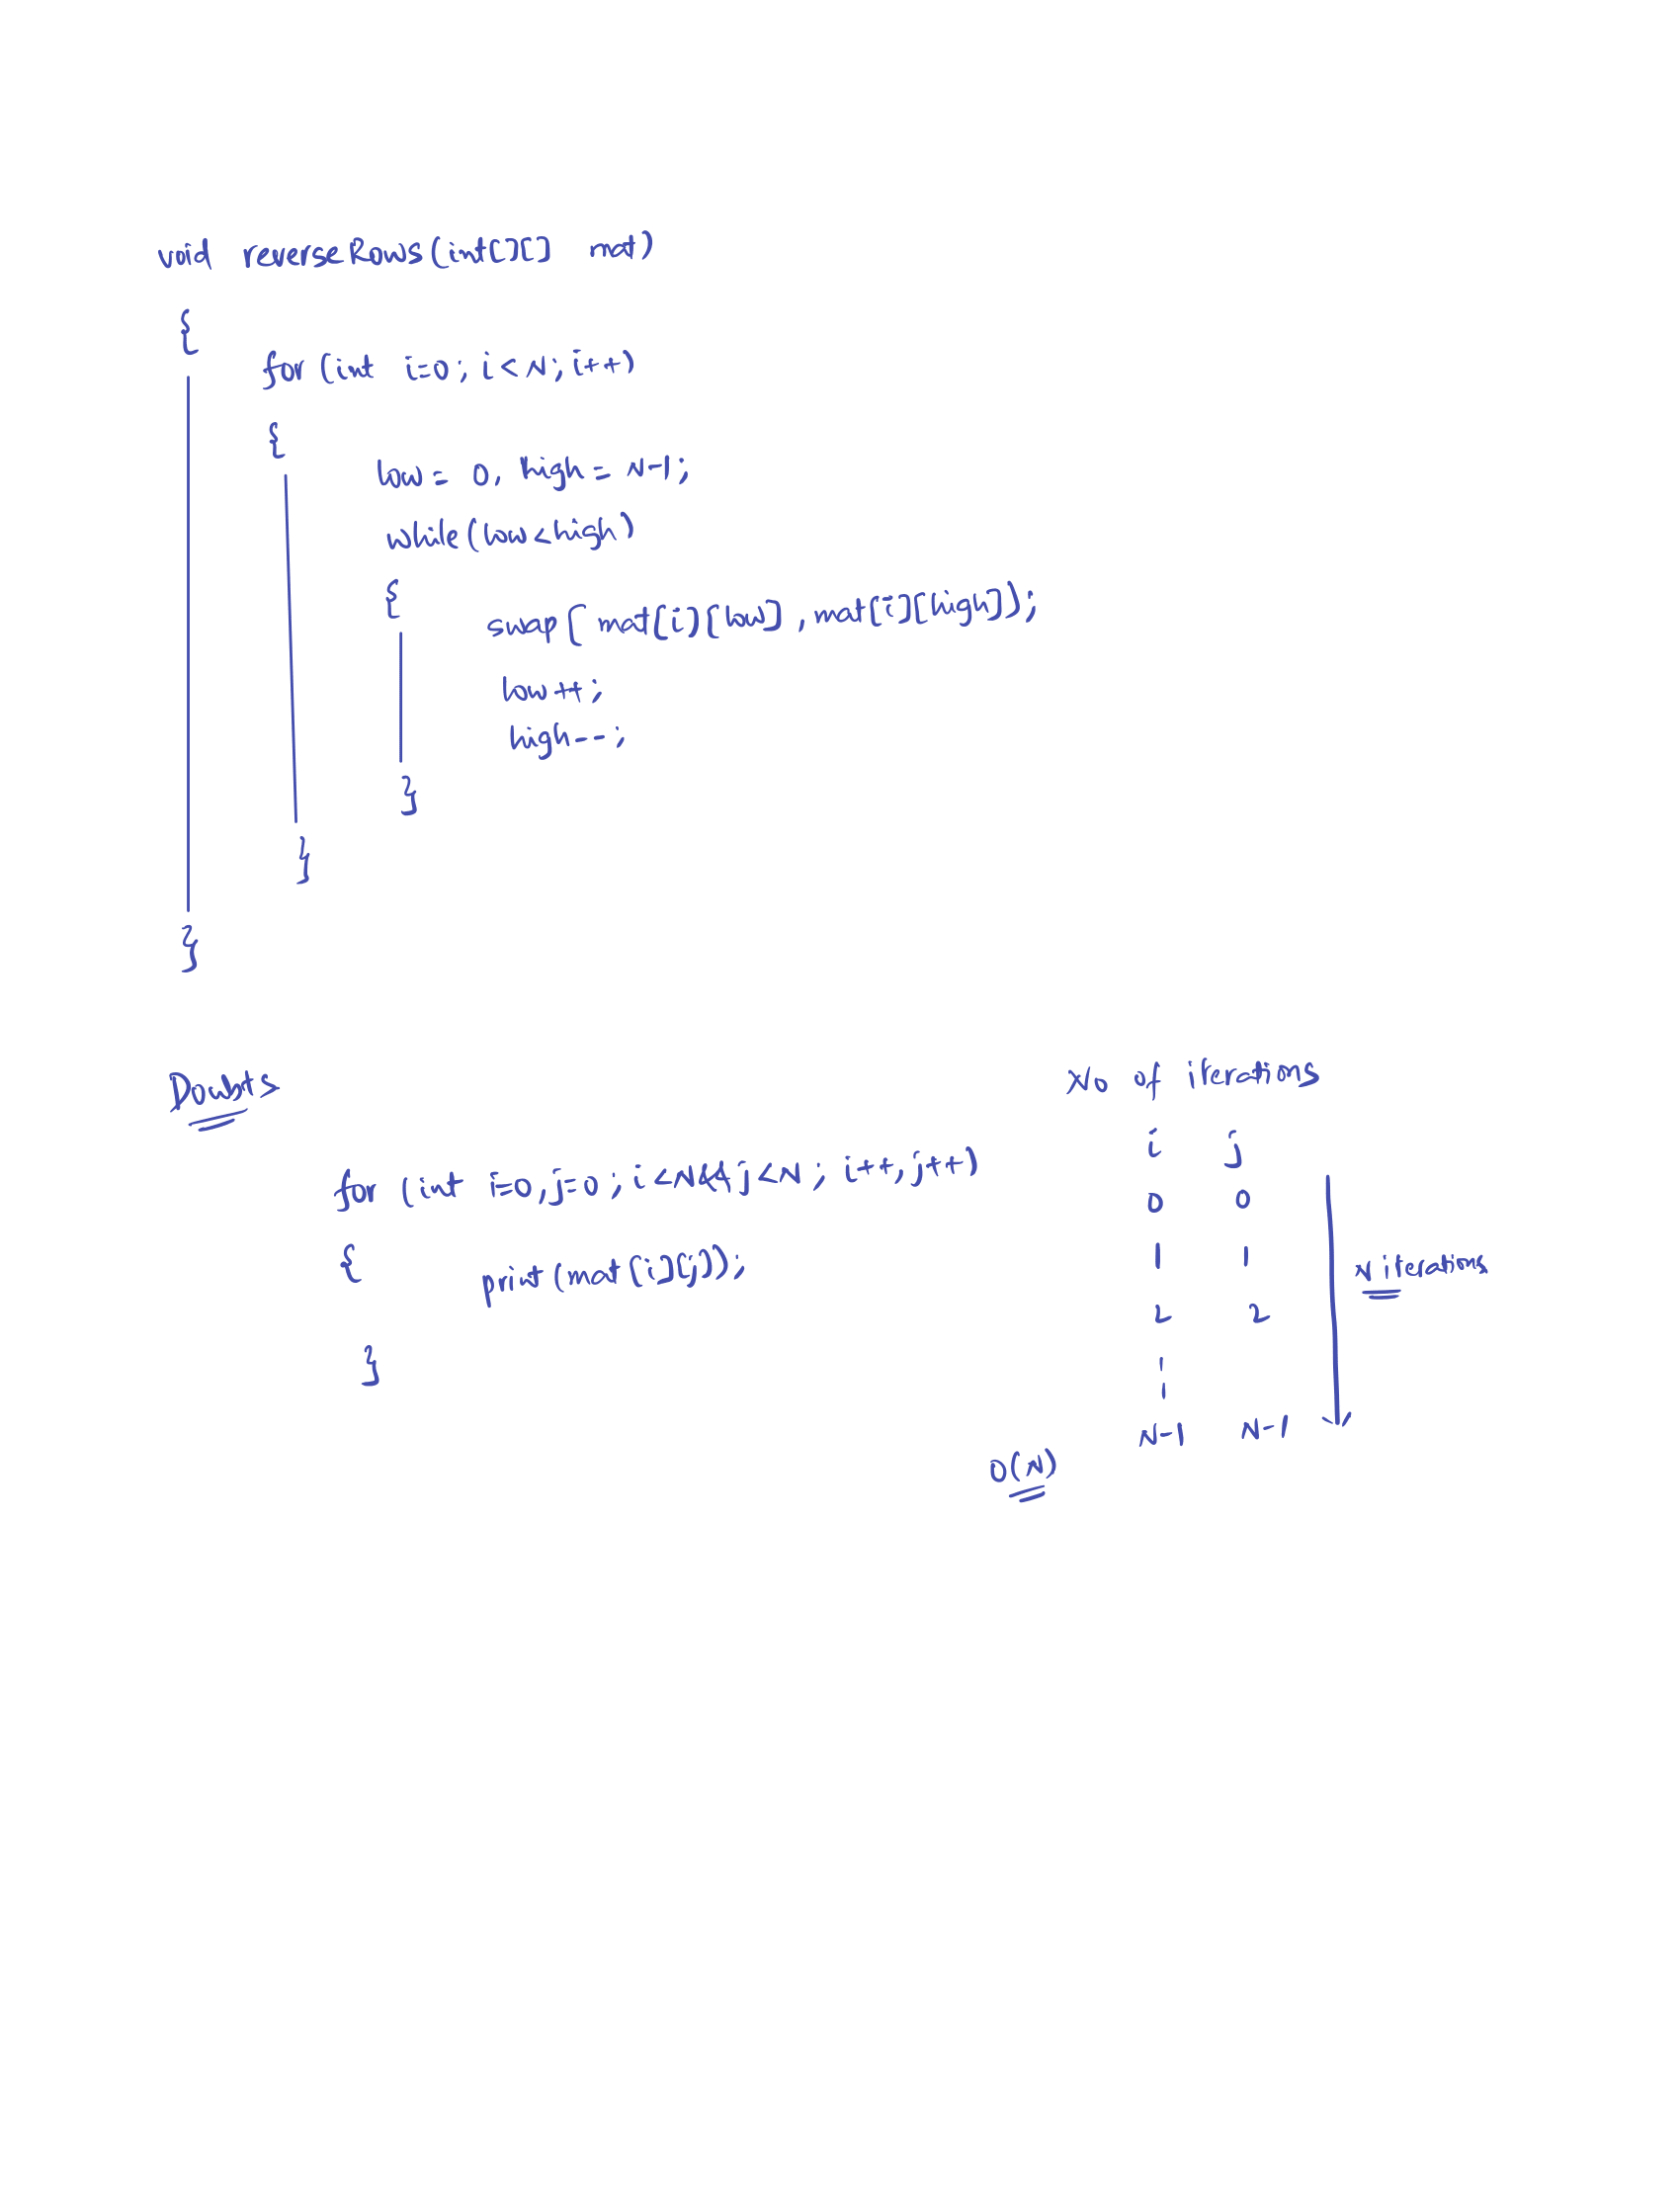 void reverseRows(int[][] mat)
{
for (int i=0; i<N; i++)
{
low = 0, high = N-1;
while(low<high)
{
swap[ mat[i][low], mat[i][high]);
low++;
high--;
}
}
}
Doubts
for (int i=0, j=0; i<N&&j<N; i++, j++)
{
print(mat[i][j]);
}
No of iterations
i j
0 0
1 1
2 2
N-1 N-1
N iterations
O(N)